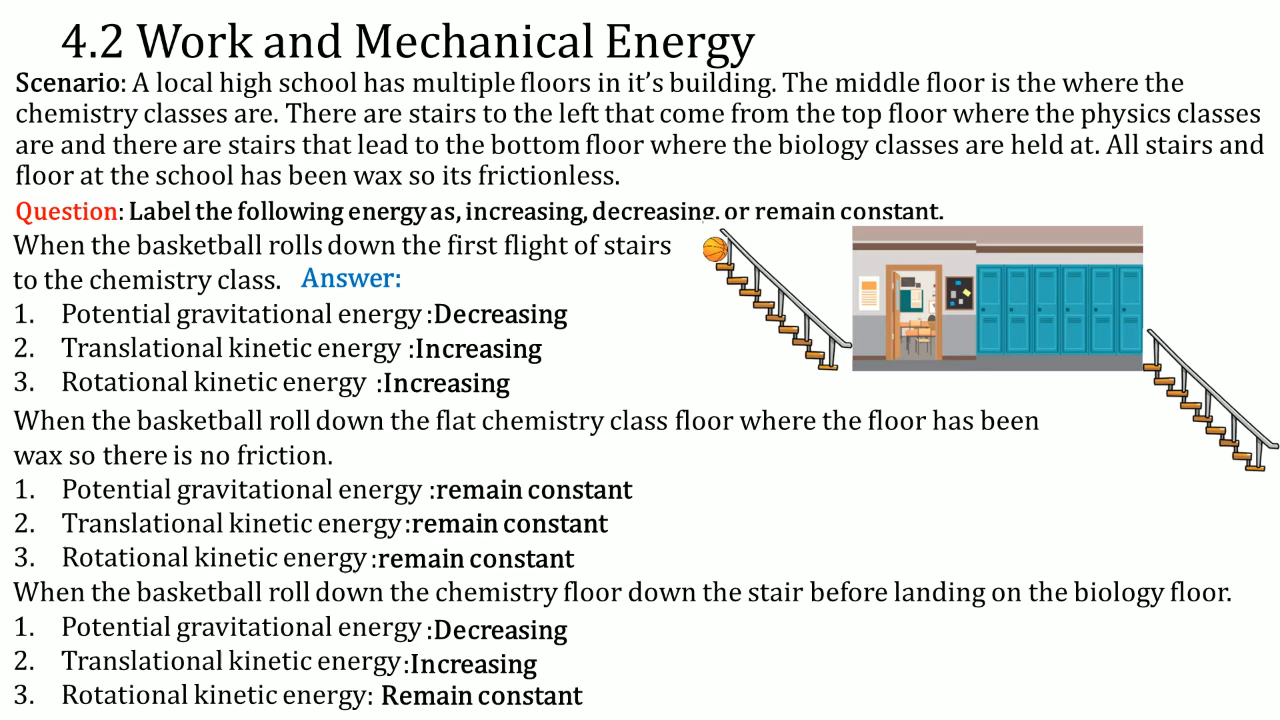 4.2 Work and Mechanical Energy
Scenario: A local high school has multiple floors in it’s building. The middle floor is the where the
chemistry classes are. There are stairs to the left that come from the top floor where the physics classes
are and there are stairs that lead to the bottom floor where the biology classes are held at. All stairs and
floor at the school has been wax so its frictionless.
Question: Label the following energy as, increasing, decreasing, or remain constant.
When the basketball rolls down the first flight of stairs
to the chemistry class. Answer:
1. Potential gravitational energy :Decreasing
2. Translational kinetic energy :Increasing
3. Rotational kinetic energy :Increasing
When the basketball roll down the flat chemistry class floor where the floor has been
wax so there is no friction.
1. Potential gravitational energy :remain constant
2. Translational kinetic energy :remain constant
3. Rotational kinetic energy :remain constant
When the basketball roll down the chemistry floor down the stair before landing on the biology floor.
1. Potential gravitational energy :Decreasing
2. Translational kinetic energy :Increasing
3. Rotational kinetic energy: Remain constant